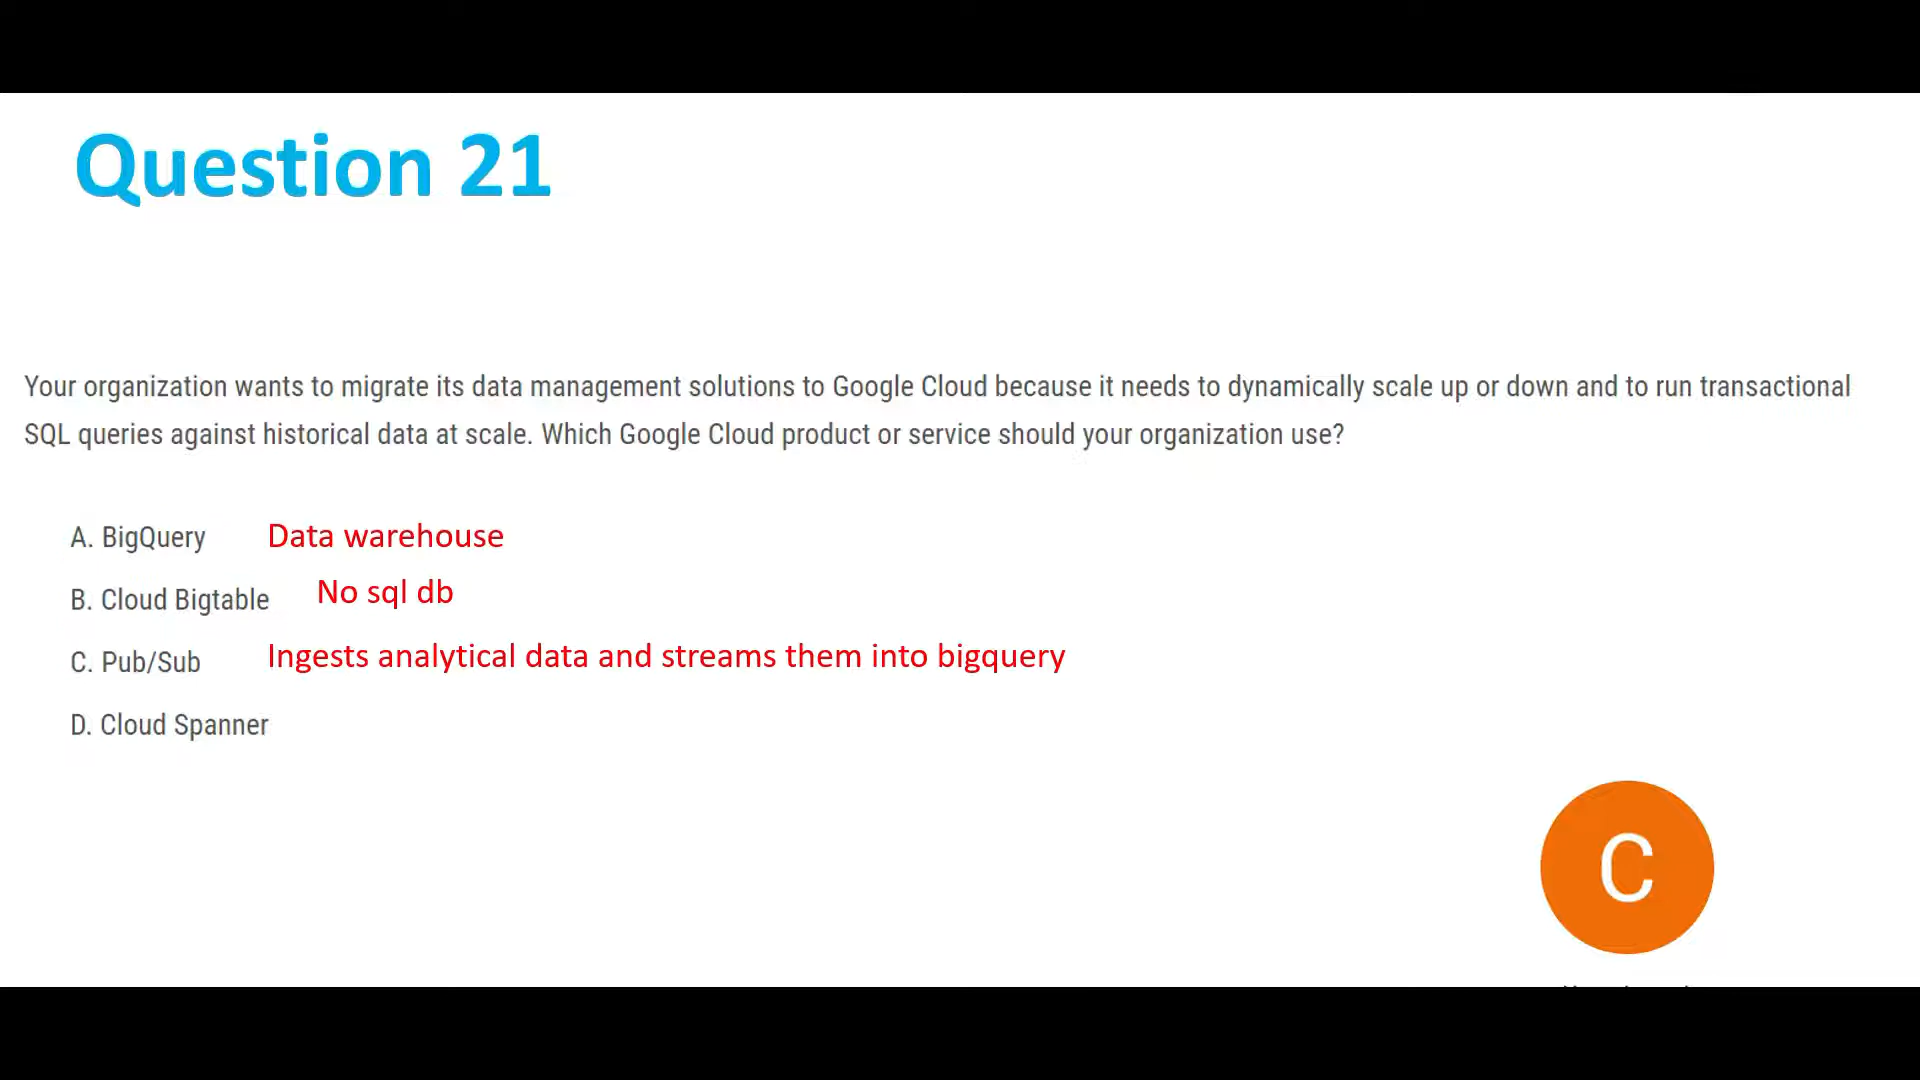 Question 21
Your organization wants to migrate its data management solutions to Google Cloud because it needs to dynamically scale up or down and to run transactional
SQL queries against historical data at scale. Which Google Cloud product or service should your organization use?
A. BigQuery Data warehouse
B. Cloud Bigtable No sql db
C. Pub/Sub Ingests analytical data and streams them into bigquery
D. Cloud Spanner
C